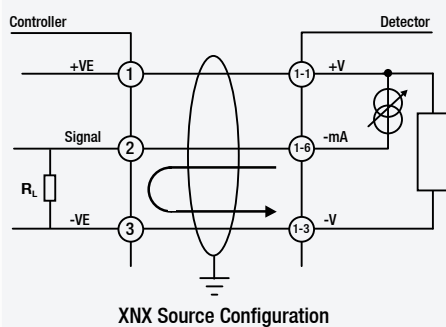 Controller
Detector
+VE
1
1-1
+V
Signal
2
1-6
-mA
RL
-VE
3
1-3
-V
XNX Source Configuration